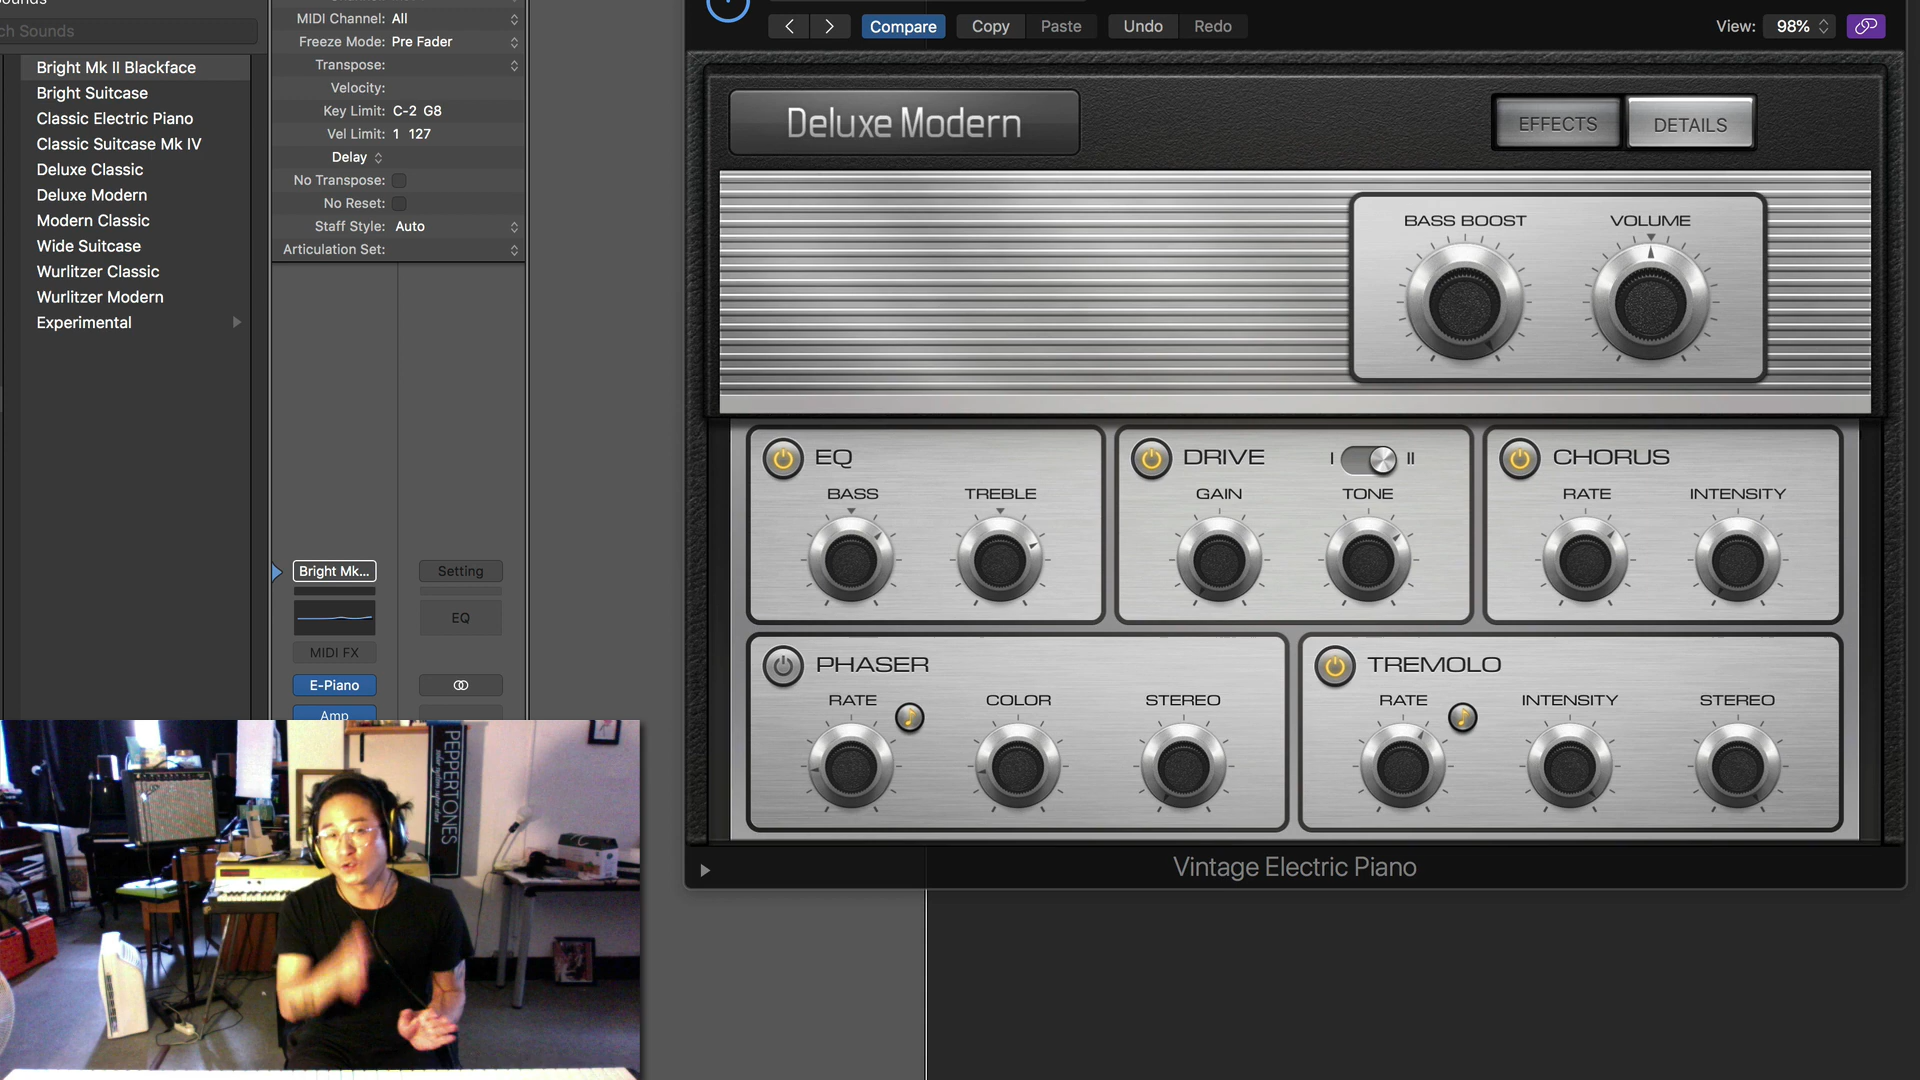 ch Sounds
Bright Mk II Blackface
Bright Suitcase
Classic Electric Piano
Classic Suitcase Mk IV
Deluxe Classic
Deluxe Modern
Modern Classic
Wide Suitcase
Wurlitzer Classic
Wurlitzer Modern
Experimental
MIDI Channel: All
Freeze Mode: Pre Fader
Transpose:
Velocity:
Key Limit: C-2 G8
Vel Limit: 1 127
Delay
No Transpose:
No Reset:
Staff Style: Auto
Articulation Set:
Bright Mk...
Setting
EQ
MIDI FX
E-Piano
Amp
Compare
Copy
Paste
Undo
Redo
View: 98%
Deluxe Modern
EFFECTS
DETAILS
BASS BOOST
VOLUME
EQ
BASS
TREBLE
DRIVE
I
II
GAIN
TONE
CHORUS
RATE
INTENSITY
PHASER
RATE
COLOR
STEREO
TREMOLO
RATE
INTENSITY
STEREO
Vintage Electric Piano
PEPPERTONES